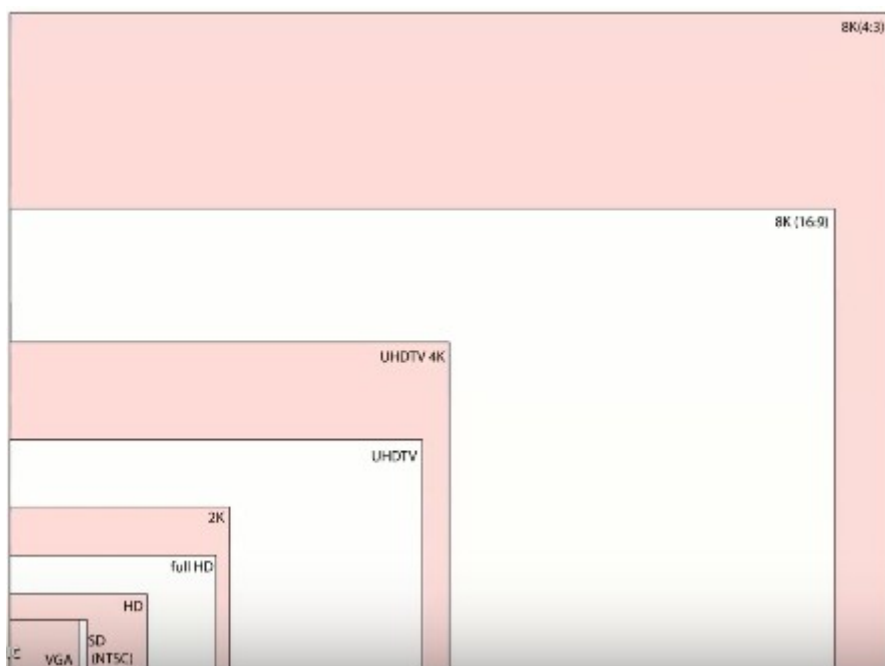 8K(4:3)
8K (16:9)
UHDTV 4K
UHDTV
2K
full HD
HD
SD
(NTSC)
VGA